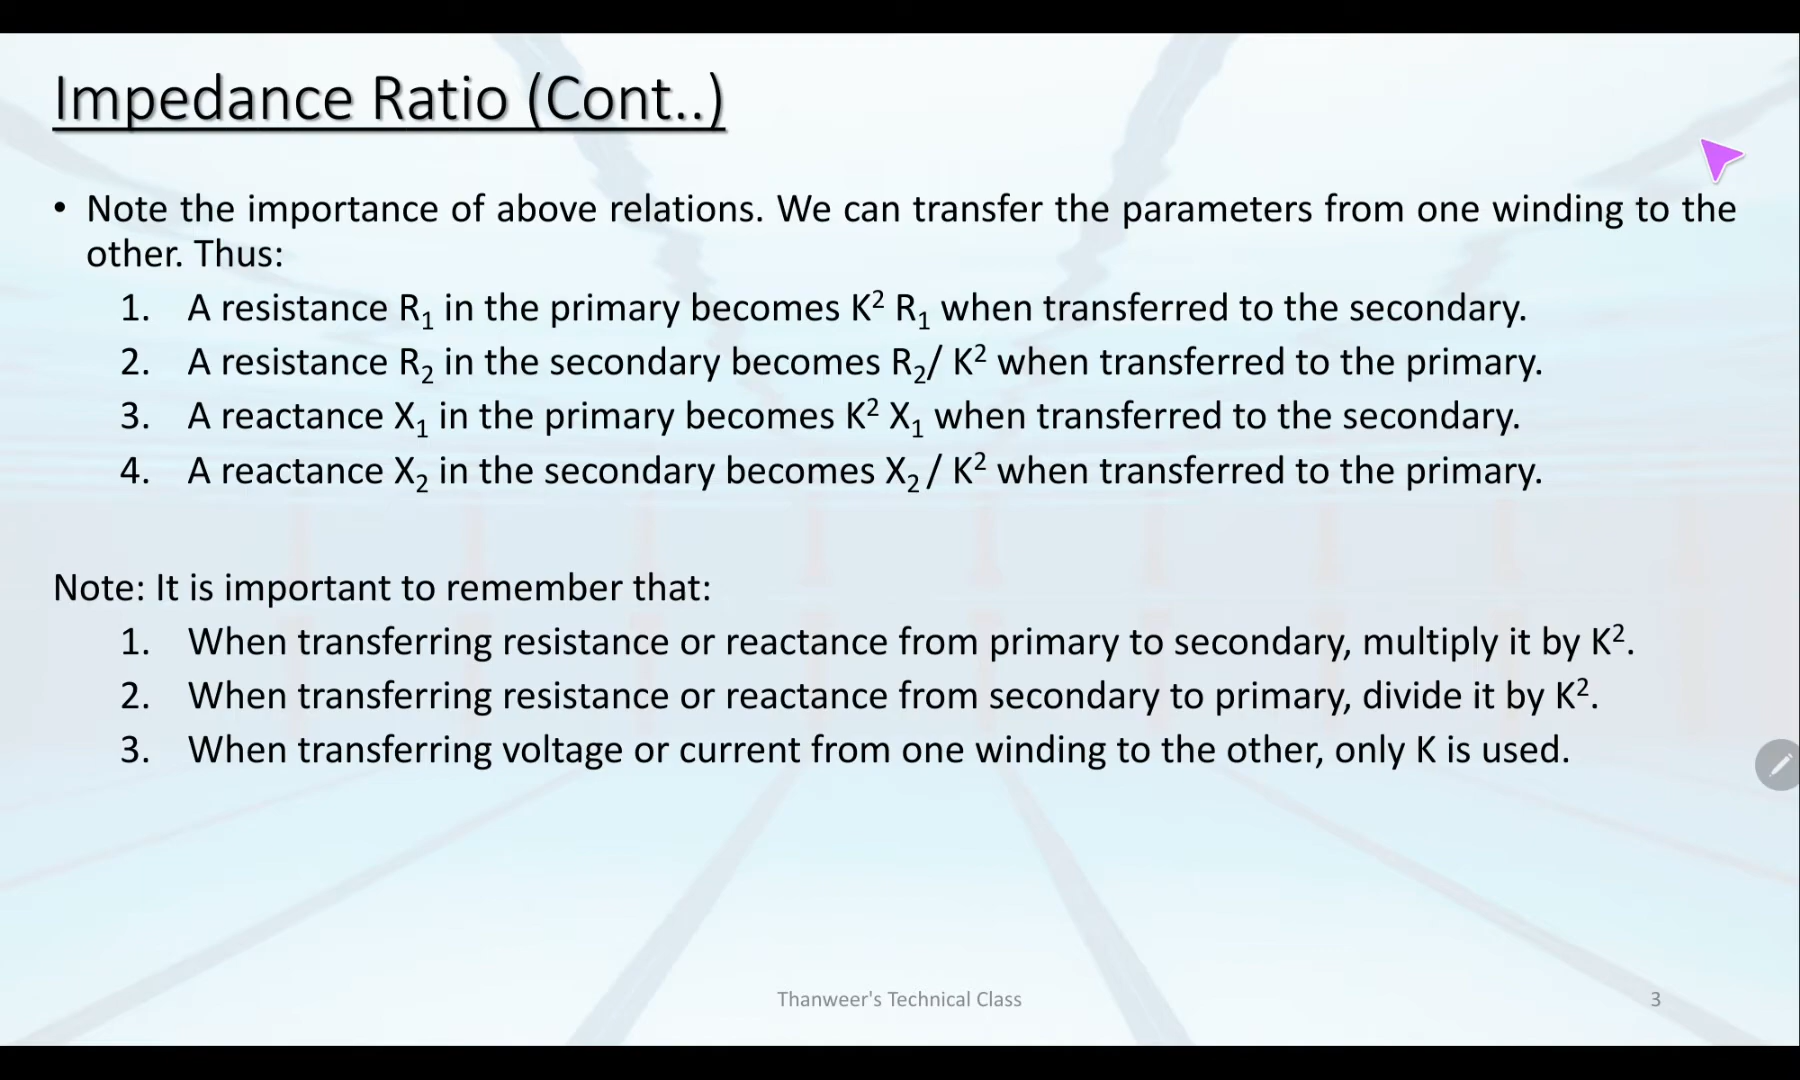 Impedance Ratio (Cont..)
• Note the importance of above relations. We can transfer the parameters from one winding to the
other. Thus:
1. A resistance R₁ in the primary becomes K² R₁ when transferred to the secondary.
2. A resistance R₂ in the secondary becomes R₂/ K² when transferred to the primary.
3. A reactance X₁ in the primary becomes K² X₁ when transferred to the secondary.
4. A reactance X₂ in the secondary becomes X₂ / K² when transferred to the primary.
Note: It is important to remember that:
1. When transferring resistance or reactance from primary to secondary, multiply it by K².
2. When transferring resistance or reactance from secondary to primary, divide it by K².
3. When transferring voltage or current from one winding to the other, only K is used.
Thanweer's Technical Class
3